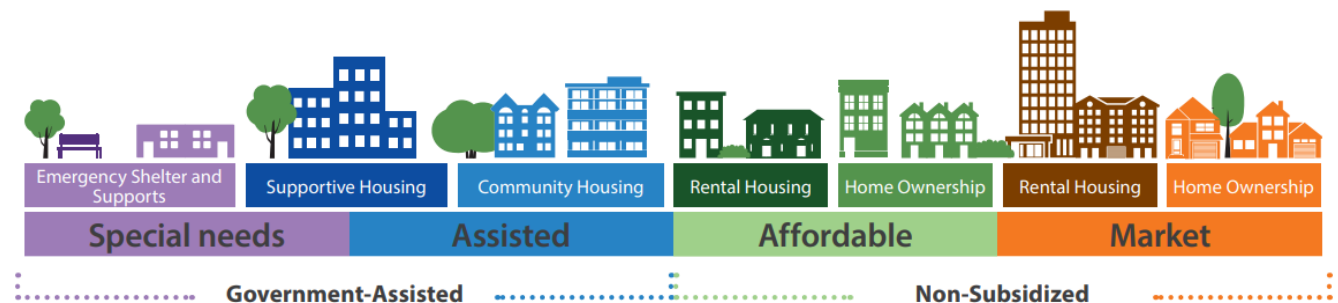 Emergency Shelter and
Supports
Supportive Housing
Community Housing
Rental Housing
Home Ownership
Rental Housing
Home Ownership
Special needs
Assisted
Affordable
Market
Government-Assisted
Non-Subsidized